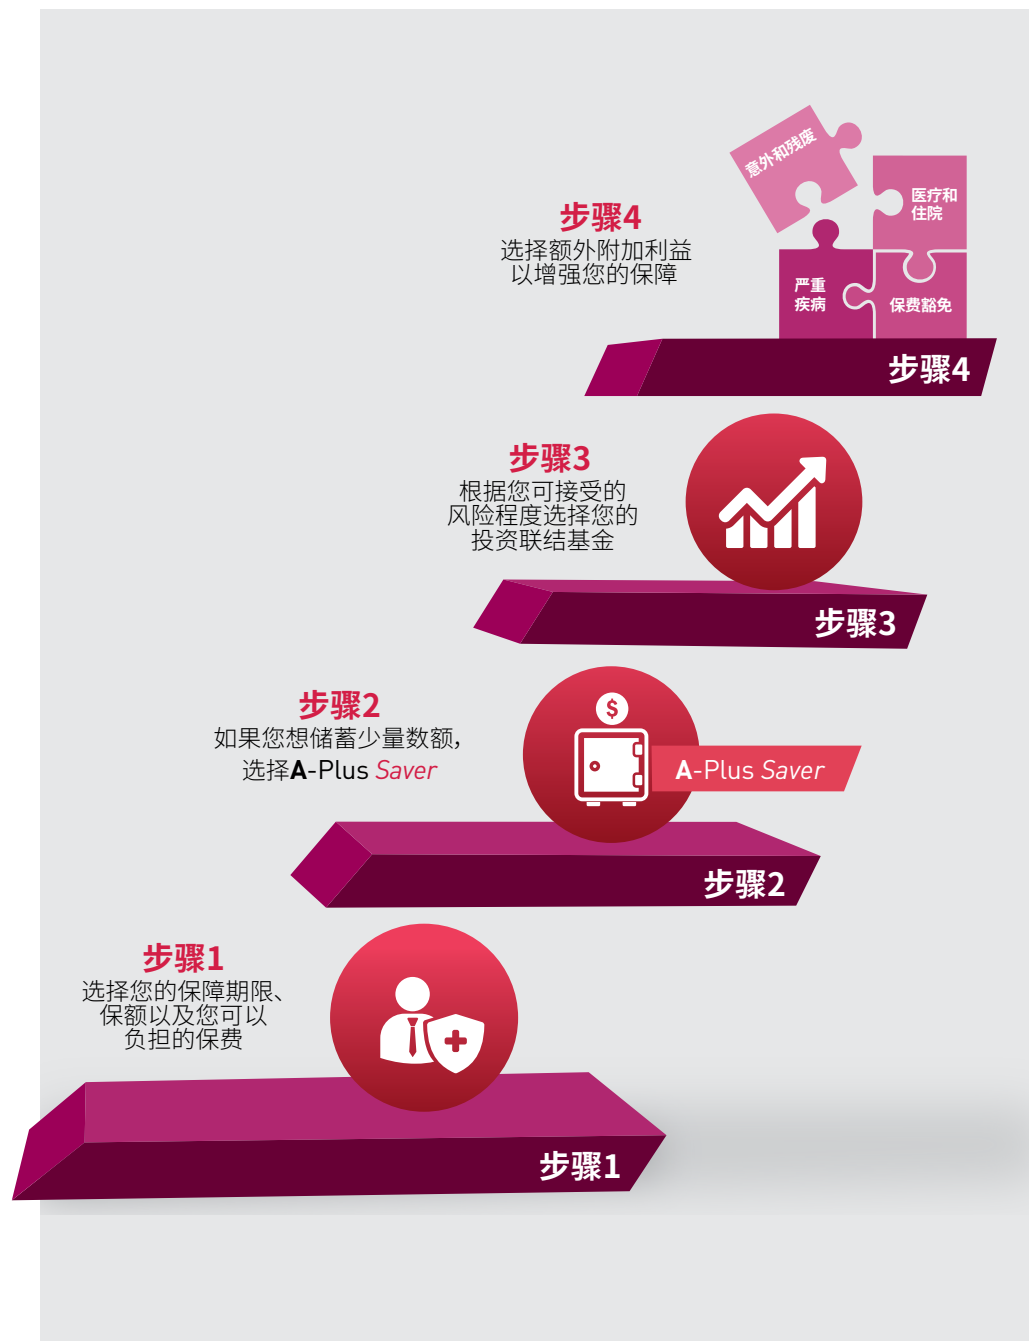 意外和残废
医疗和
住院
严重
疾病
保费豁免
步骤4
选择额外附加利益
以增强您的保障
步骤4
步骤3
根据您可接受的
风险程度选择您的
投资联结基金
步骤3
步骤2
如果您想储蓄少量数额，
选择A-Plus Saver
$
A-Plus Saver
步骤2
步骤1
选择您的保障期限、
保额以及您可以
负担的保费
步骤1